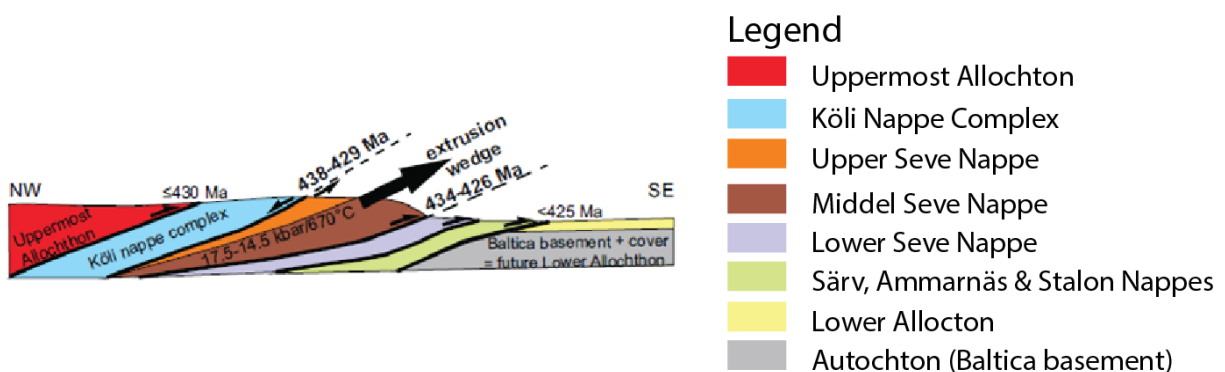 NW
≤430 Ma
438-429 Ma
extrusion
wedge
434-426 Ma
SE
<425 Ma
Uppermost
Allochthon
Köli nappe complex
17.5-14.5 kbar/670°C
Baltica basement + cover
= future Lower Allochthon
Legend
Uppermost Allochton
Köli Nappe Complex
Upper Seve Nappe
Middel Seve Nappe
Lower Seve Nappe
Särv, Ammarnäs & Stalon Nappes
Lower Allocton
Autochton (Baltica basement)